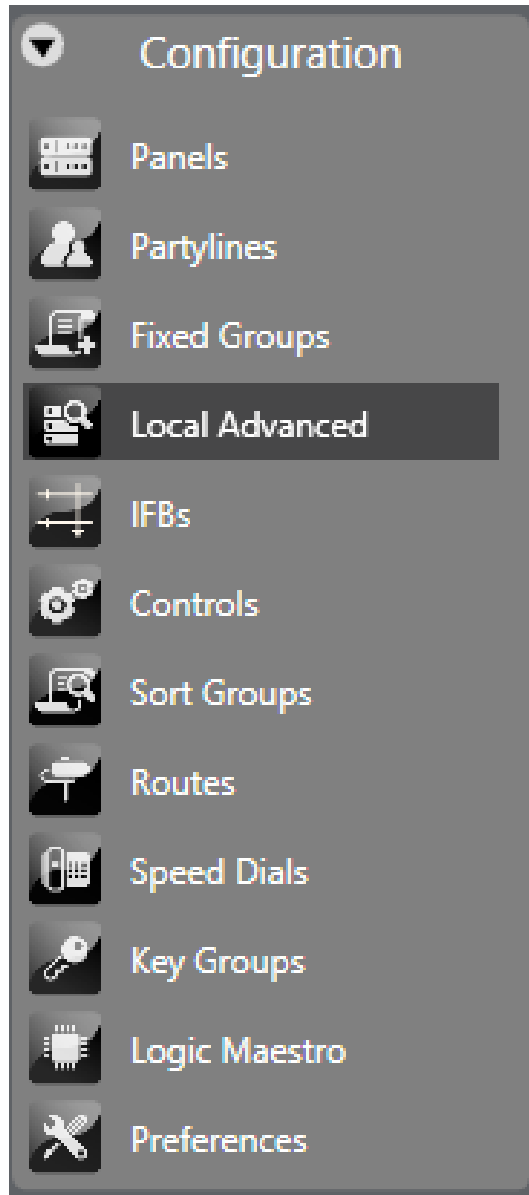 Configuration
Panels
Partylines
Fixed Groups
Local Advanced
IFBs
Controls
Sort Groups
Routes
Speed Dials
Key Groups
Logic Maestro
Preferences